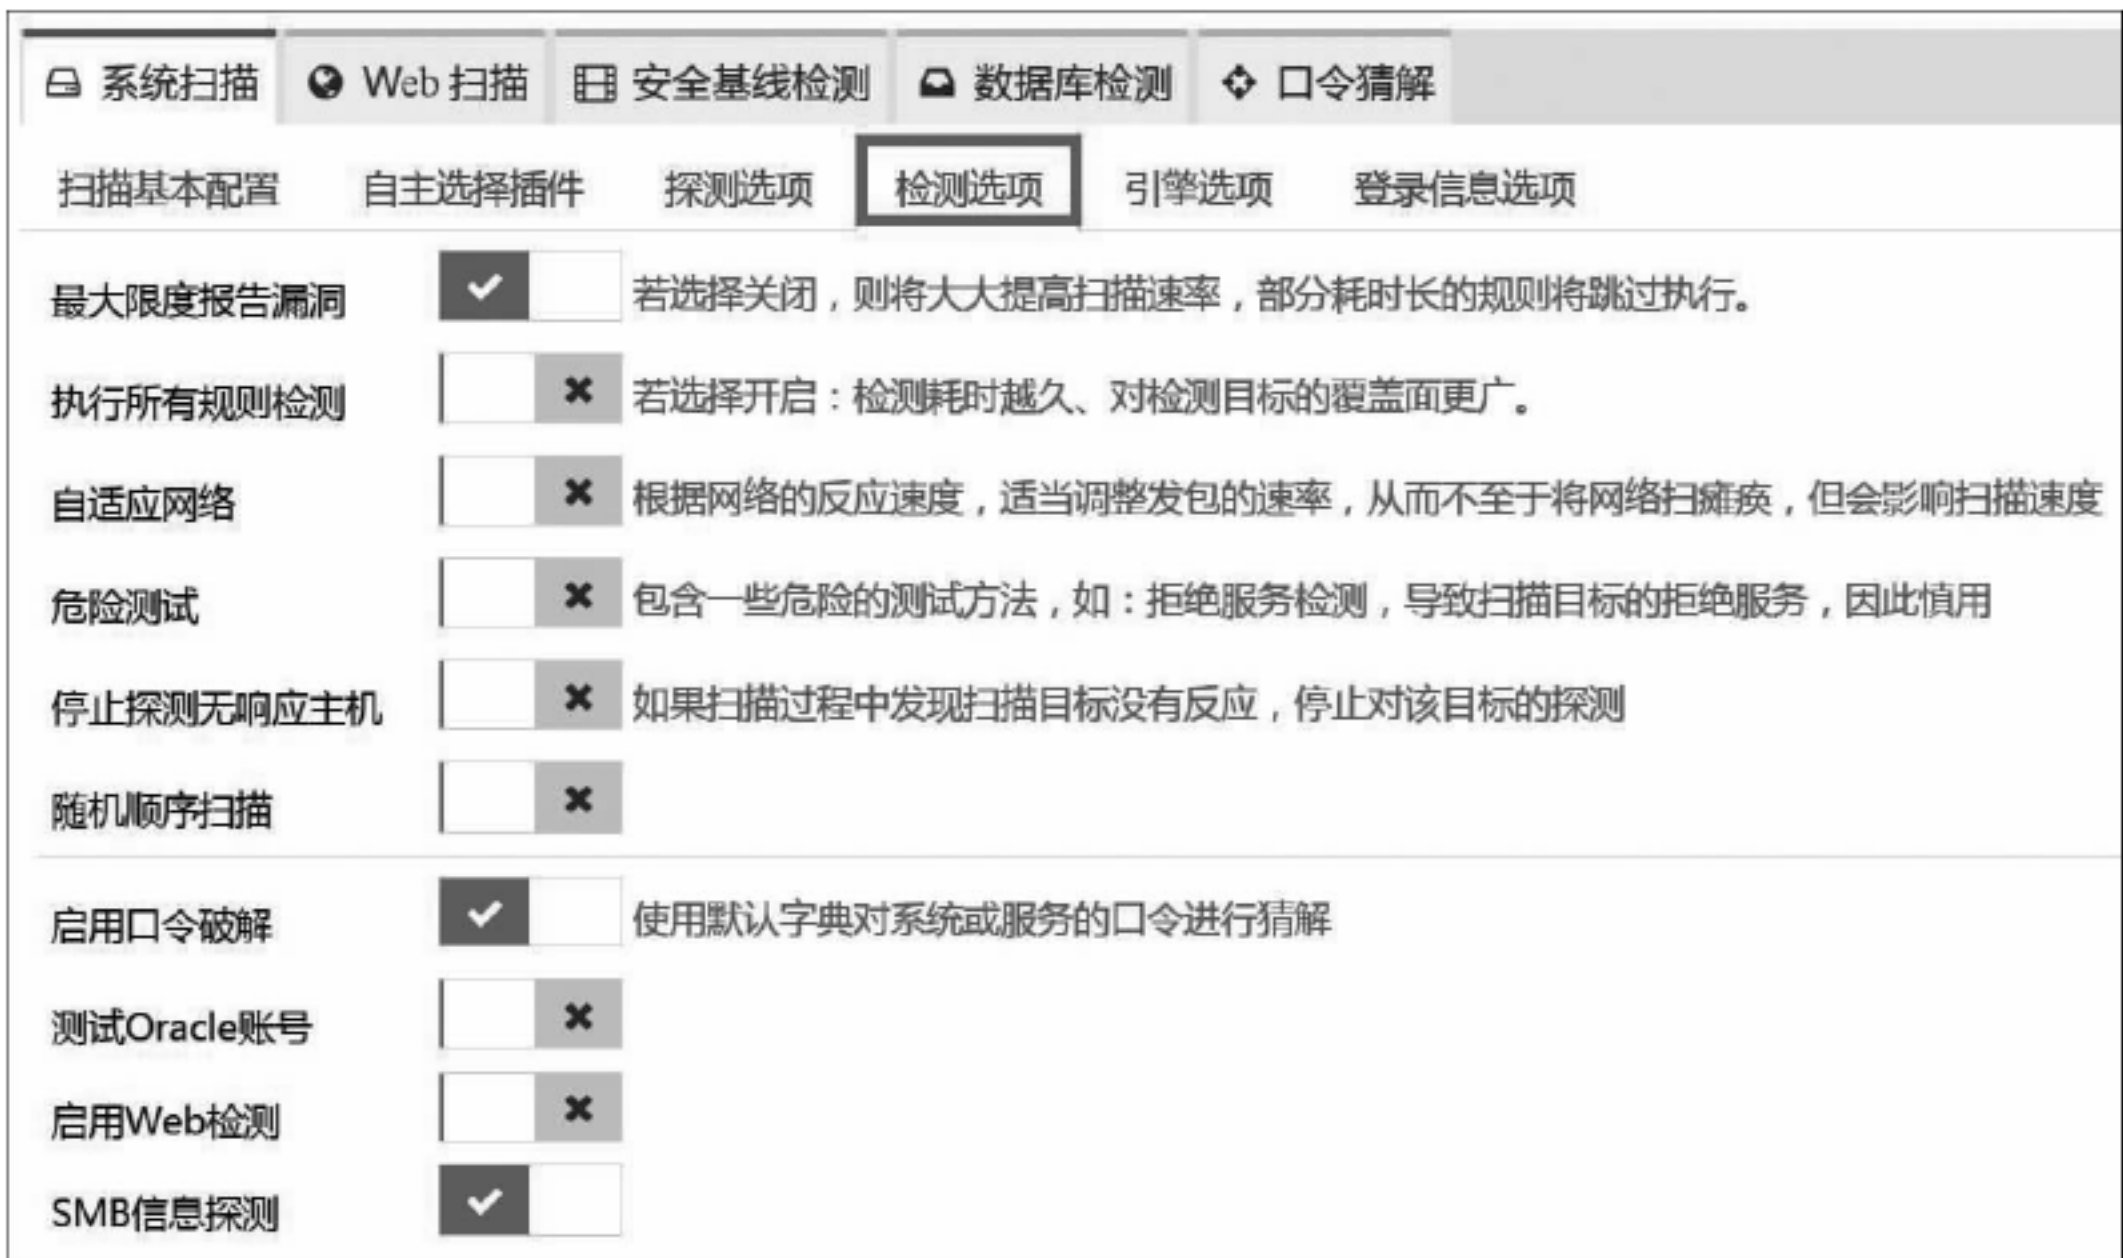 系统扫描 Web 扫描 安全基线检测 数据库检测 口令猜解
扫描基本配置 自主选择插件 探测选项 检测选项 引擎选项 登录信息选项
最大限度报告漏洞 若选择关闭，则将大大提高扫描速率，部分耗时长的规则将跳过执行。
执行所有规则检测 若选择开启：检测耗时越久、对检测目标的覆盖面更广。
自适应网络 根据网络的反应速度，适当调整发包的速率，从而不至于将网络扫瘫痪，但会影响扫描速度
危险测试 包含一些危险的测试方法，如：拒绝服务检测，导致扫描目标的拒绝服务，因此慎用
停止探测无响应主机 如果扫描过程中发现扫描目标没有反应，停止对该目标的探测
随机顺序扫描
启用口令破解 使用默认字典对系统或服务的口令进行猜解
测试Oracle账号
启用Web检测
SMB信息探测